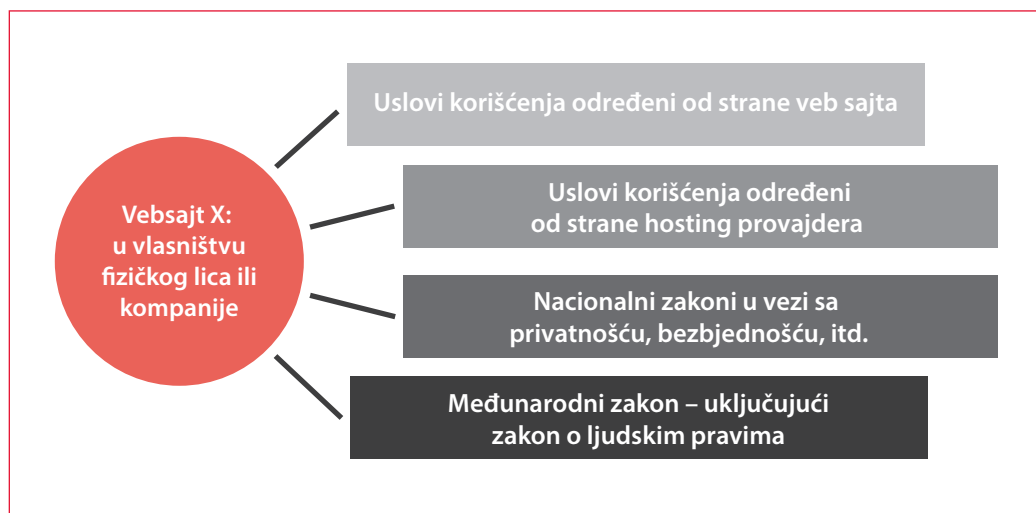 Vebsajt X:
u vlasništvu
fizičkog lica ili
kompanije
Uslovi korišćenja određeni od strane veb sajta
Uslovi korišćenja određeni
od strane hosting provajdera
Nacionalni zakoni u vezi sa
privatnošću, bezbjednošću, itd.
Međunarodni zakon – uključujući
zakon o ljudskim pravima